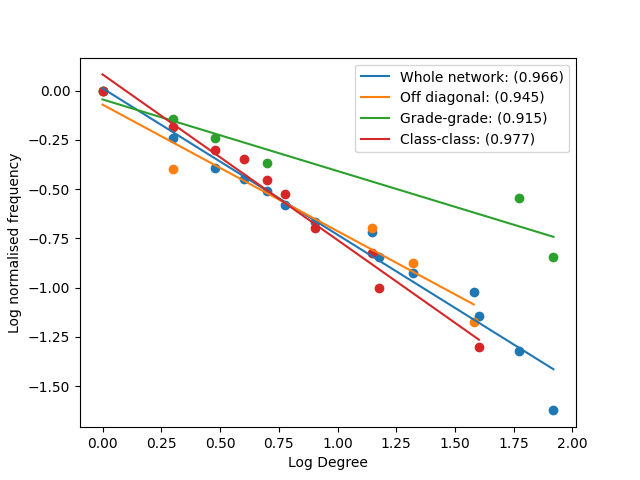 Whole network: (0.966)
Off diagonal: (0.945)
Grade-grade: (0.915)
Class-class: (0.977)
Log normalised frequency
0.00
−0.25
−0.50
−0.75
−1.00
−1.25
−1.50
0.00 0.25 0.50 0.75 1.00 1.25 1.50 1.75 2.00
Log Degree